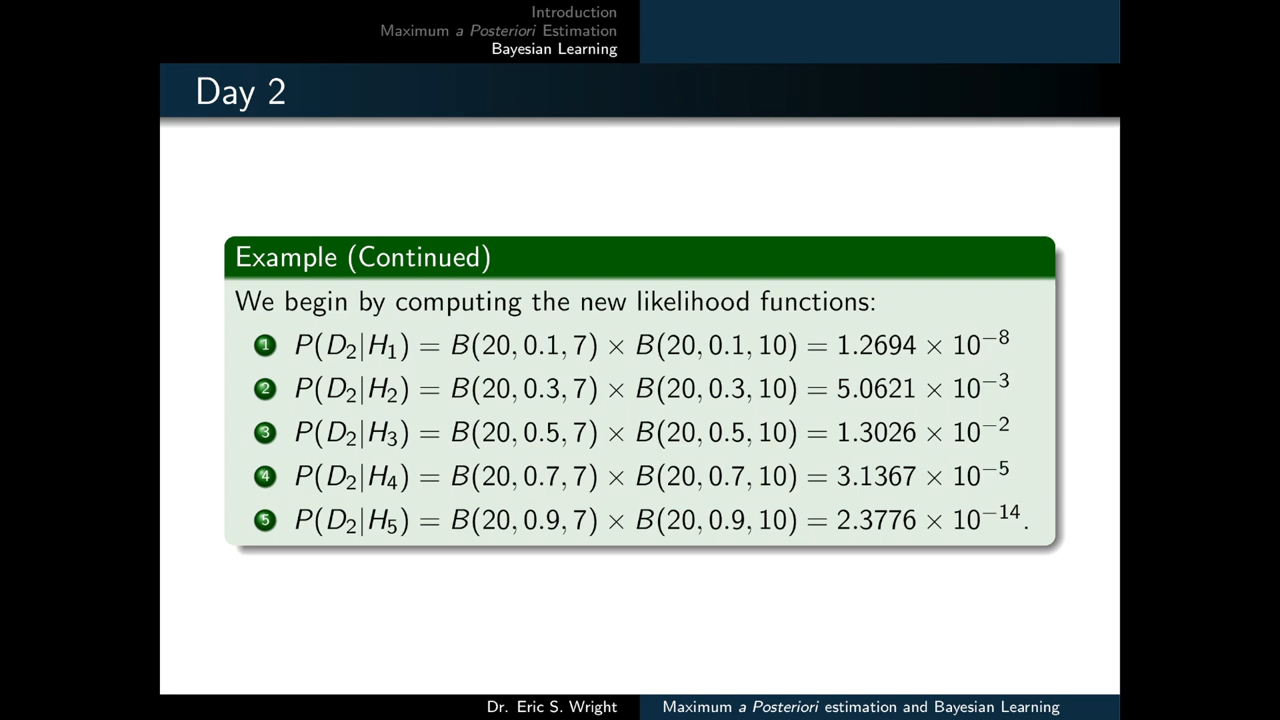 Introduction
Maximum a Posteriori Estimation
Bayesian Learning
Day 2
Example (Continued)
We begin by computing the new likelihood functions:
1 P(D₂|H₁) = B(20, 0.1, 7) × B(20, 0.1, 10) = 1.2694 × 10⁻⁸
2 P(D₂|H₂) = B(20, 0.3, 7) × B(20, 0.3, 10) = 5.0621 × 10⁻³
3 P(D₂|H₃) = B(20, 0.5, 7) × B(20, 0.5, 10) = 1.3026 × 10⁻²
4 P(D₂|H₄) = B(20, 0.7, 7) × B(20, 0.7, 10) = 3.1367 × 10⁻⁵
5 P(D₂|H₅) = B(20, 0.9, 7) × B(20, 0.9, 10) = 2.3776 × 10⁻¹⁴.
Dr. Eric S. Wright
Maximum a Posteriori estimation and Bayesian Learning